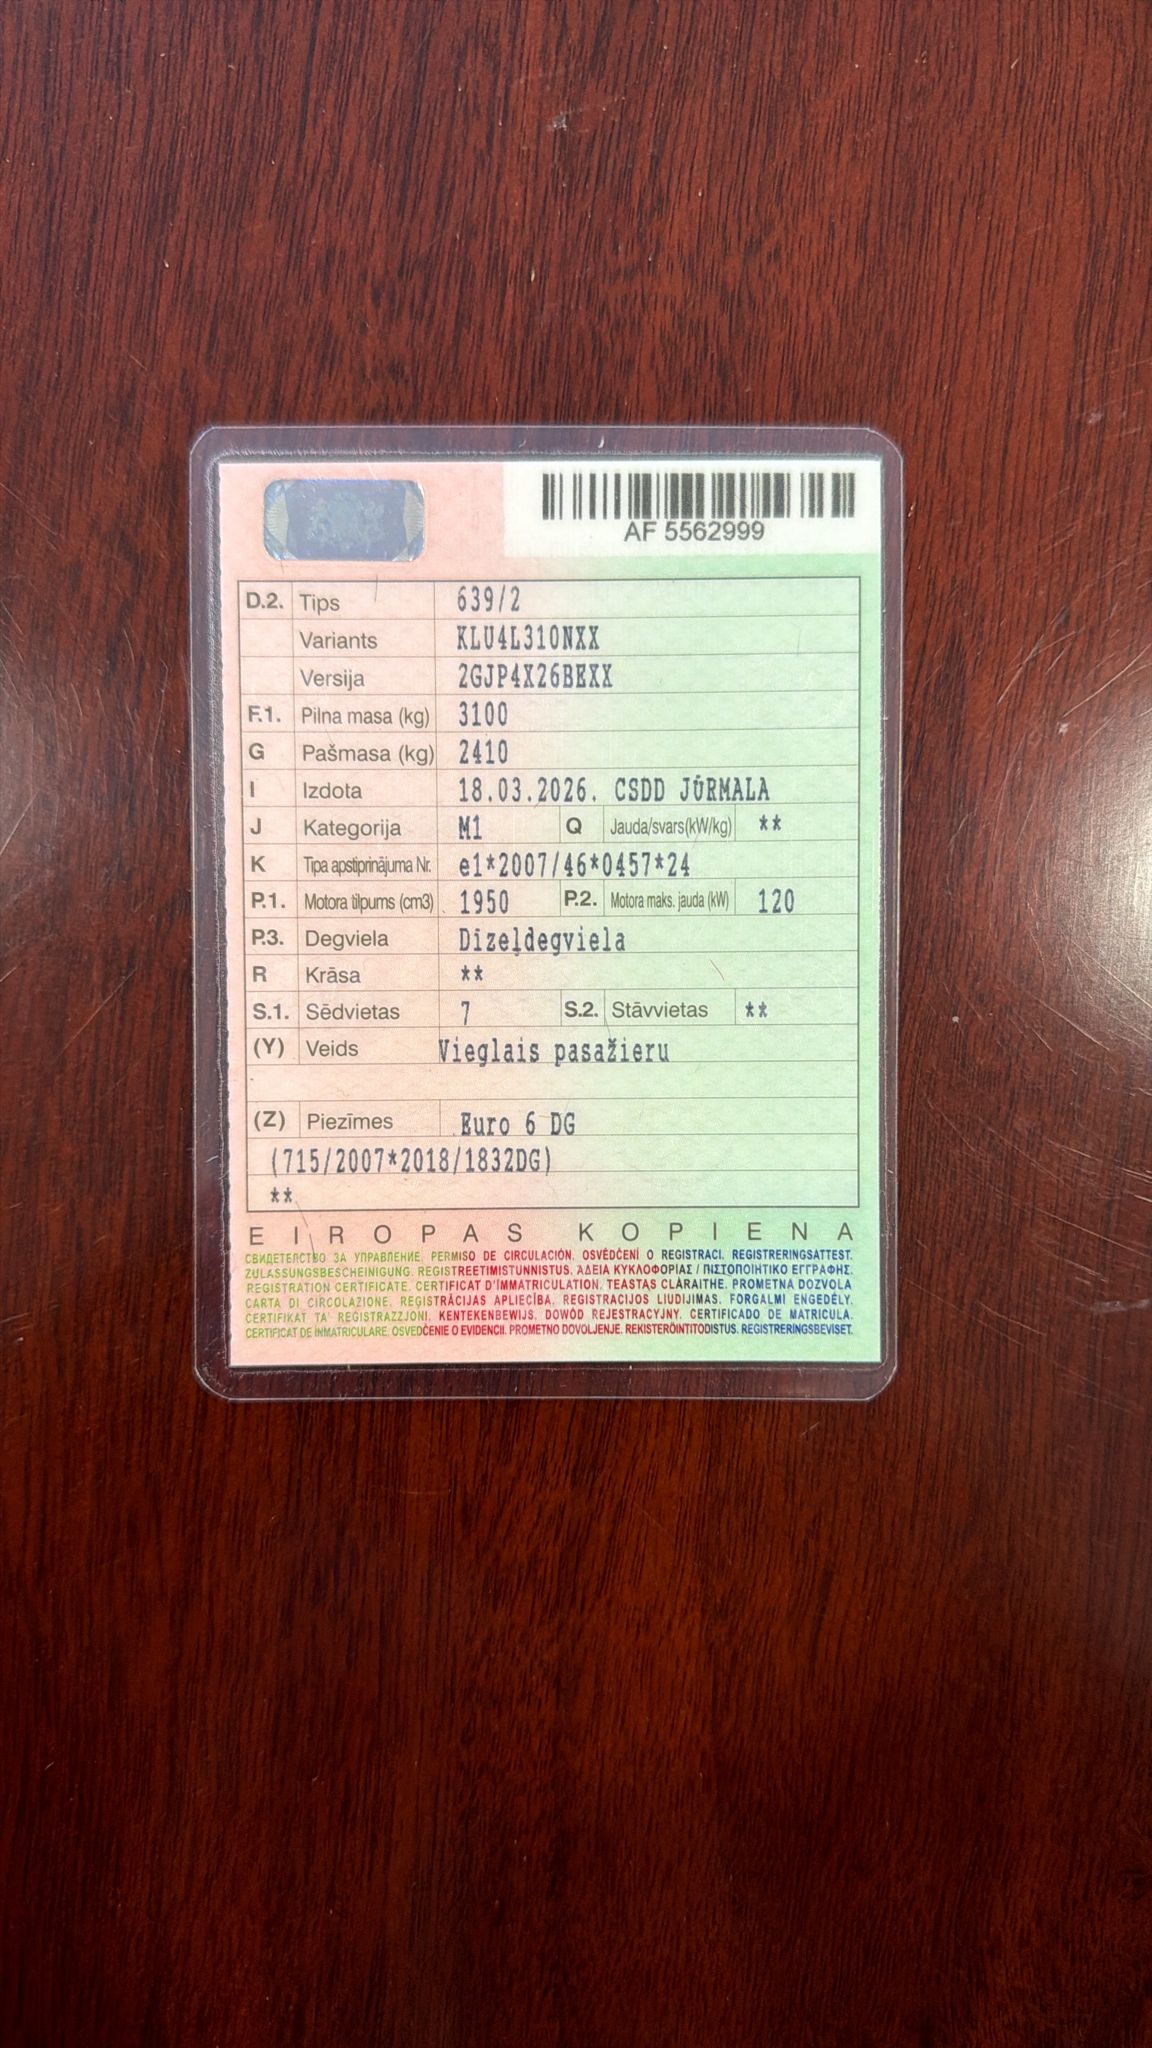 AF 5562999
D.2. Tips 639/2
Variants KLU4L310NXX
Versija 2GJP4X26BEXX
F.1. Pilna masa (kg) 3100
G Pašmasa (kg) 2410
I Izdota 18.03.2026. CSDD JŪRMALA
J Kategorija M1 Q Jauda/svars(kW/kg) **
K Tipa apstiprinājuma Nr. e1*2007/46*0457*24
P.1. Motora tilpums (cm3) 1950 P.2. Motora maks. jauda (kW) 120
P.3. Degviela Dīzeļdegviela
R Krāsa **
S.1. Sēdvietas 7 S.2. Stāvvietas **
(Y) Veids Vieglais pasažieru
(Z) Piezīmes Euro 6 DG
(715/2007*2018/1832DG)
**
EIROPAS KOPIENA
СВИДЕТЕЛСТВО ЗА УПРАВЛЕНИЕ. PERMISO DE CIRCULACIÓN. OSVĚDČENÍ O REGISTRACI. REGISTRERINGSATTEST.
ZULASSUNGSBESCHEINIGUNG. REGISTREERIMISTUNNISTUS. ΑΔΕΙΑ ΚΥΚΛΟΦΟΡΙΑΣ / ΠΙΣΤΟΠΟΙΗΤΙΚΟ ΕΓΓΡΑΦΗΣ.
REGISTRATION CERTIFICATE. CERTIFICAT D'IMMATRICULATION. TEASTAS CLÁRAITHE. PROMETNA DOZVOLA
CARTA DI CIRCOLAZIONE. REGISTRĀCIJAS APLIECĪBA. REGISTRACIJOS LIUDIJIMAS. FORGALMI ENGEDÉLY.
CERTIFIKAT TA' REĠISTRAZZJONI. KENTEKENBEWIJS. DOWÓD REJESTRACYJNY. CERTIFICADO DE MATRICULA.
CERTIFICAT DE INMATRICULARE. OSVEDČENIE O EVIDENCII. PROMETNO DOVOLJENJE. REKISTERÖINTITODISTUS. REGISTRERINGSBEVISET.